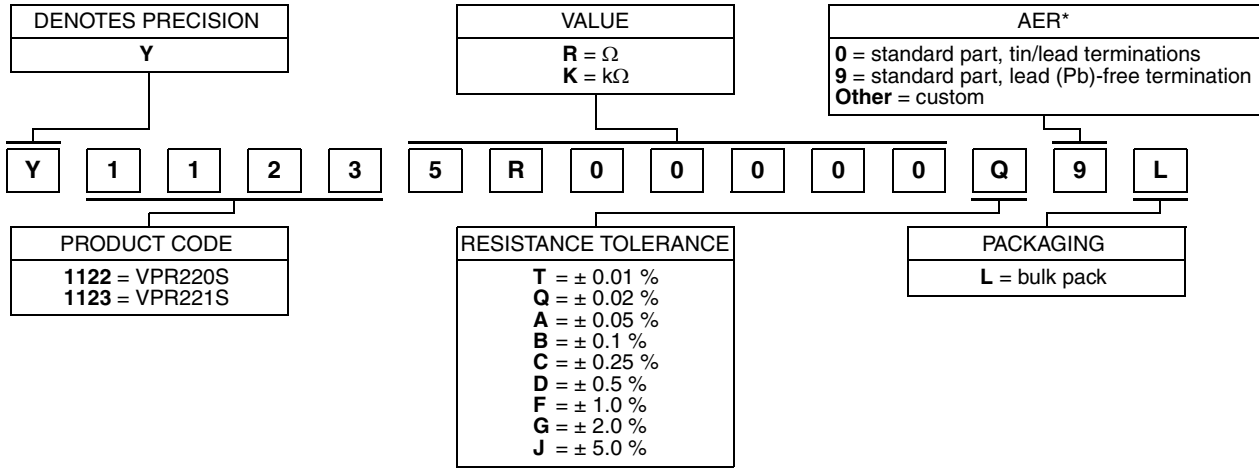 DENOTES PRECISION
Y
VALUE
R = Ω
K = kΩ
AER*
0 = standard part, tin/lead terminations
9 = standard part, lead (Pb)-free termination
Other = custom
Y 1 1 2 3 5 R 0 0 0 0 0 Q 9 L
PRODUCT CODE
1122 = VPR220S
1123 = VPR221S
RESISTANCE TOLERANCE
T = ± 0.01 %
Q = ± 0.02 %
A = ± 0.05 %
B = ± 0.1 %
C = ± 0.25 %
D = ± 0.5 %
F = ± 1.0 %
G = ± 2.0 %
J = ± 5.0 %
PACKAGING
L = bulk pack